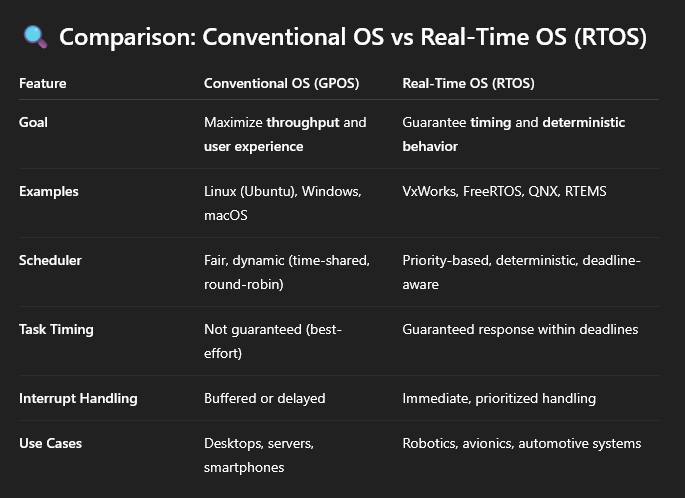 Comparison: Conventional OS vs Real-Time OS (RTOS)
Feature Conventional OS (GPOS) Real-Time OS (RTOS)
Goal Maximize throughput and Guarantee timing and deterministic
user experience behavior
Examples Linux (Ubuntu), Windows, VxWorks, FreeRTOS, QNX, RTEMS
macOS
Scheduler Fair, dynamic (time-shared, Priority-based, deterministic, deadline-
round-robin) aware
Task Timing Not guaranteed (best- Guaranteed response within deadlines
effort)
Interrupt Handling Buffered or delayed Immediate, prioritized handling
Use Cases Desktops, servers, Robotics, avionics, automotive systems
smartphones